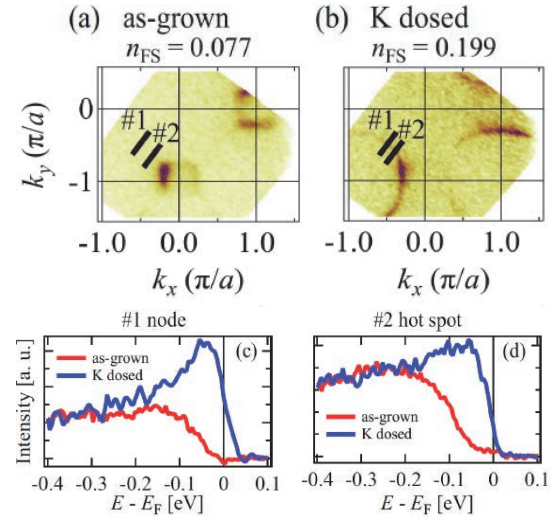 (a) as-grown (b) K dosed
n_FS = 0.077 n_FS = 0.199
#1
#2
#1
#2
0
-1
k_y (π/a)
-1.0 0.0 1.0 -1.0 0.0 1.0
k_x (π/a) k_x (π/a)
#1 node #2 hot spot
as-grown (c)
K dosed
(d)
as-grown
K dosed
Intensity [a. u.]
-0.4 -0.3 -0.2 -0.1 0 0.1 -0.4 -0.3 -0.2 -0.1 0 0.1
E - E_F [eV] E - E_F [eV]